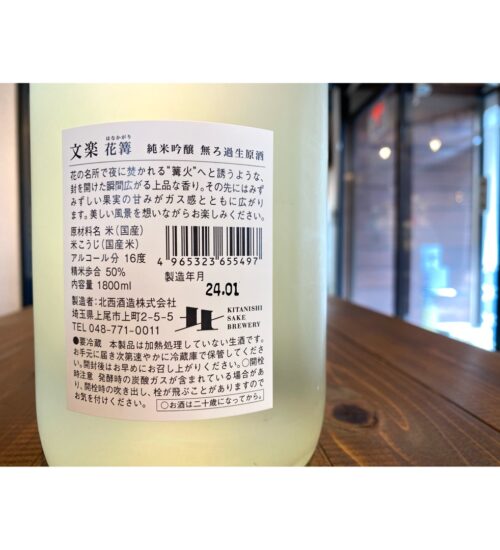 はなかがり
文楽 花篝 純米吟醸 無ろ過生原酒
花の名所で夜に焚かれる"篝火"へと誘うような、
封を開けた瞬間広がる上品な香り。その先にはみず
みずしい果実の甘みがガス感とともに広がりま
す。美しい風景を想いながらお楽しみください。
原材料名 米(国産)
米こうじ(国産米)
アルコール分 16度
精米歩合 50%
内容量 1800ml
4 965323 655497
製造年月
24.01
製造者:北西酒造株式会社
埼玉県上尾市上町2-5-5
TEL 048-771-0011
KITANISHI
SAKE
BREWERY
●要冷蔵 本製品は加熱処理していない生酒です。
お手元に届き次第速やかに冷蔵庫で保管してくださ
い。開封後はお早めにお召し上がりください。○開栓
時注意 発酵時の炭酸ガスが含まれている場合があ
り、開栓時の吹き出し、栓が飛ぶことがありますので
お気を付けください。
○お酒は二十歳になってから。